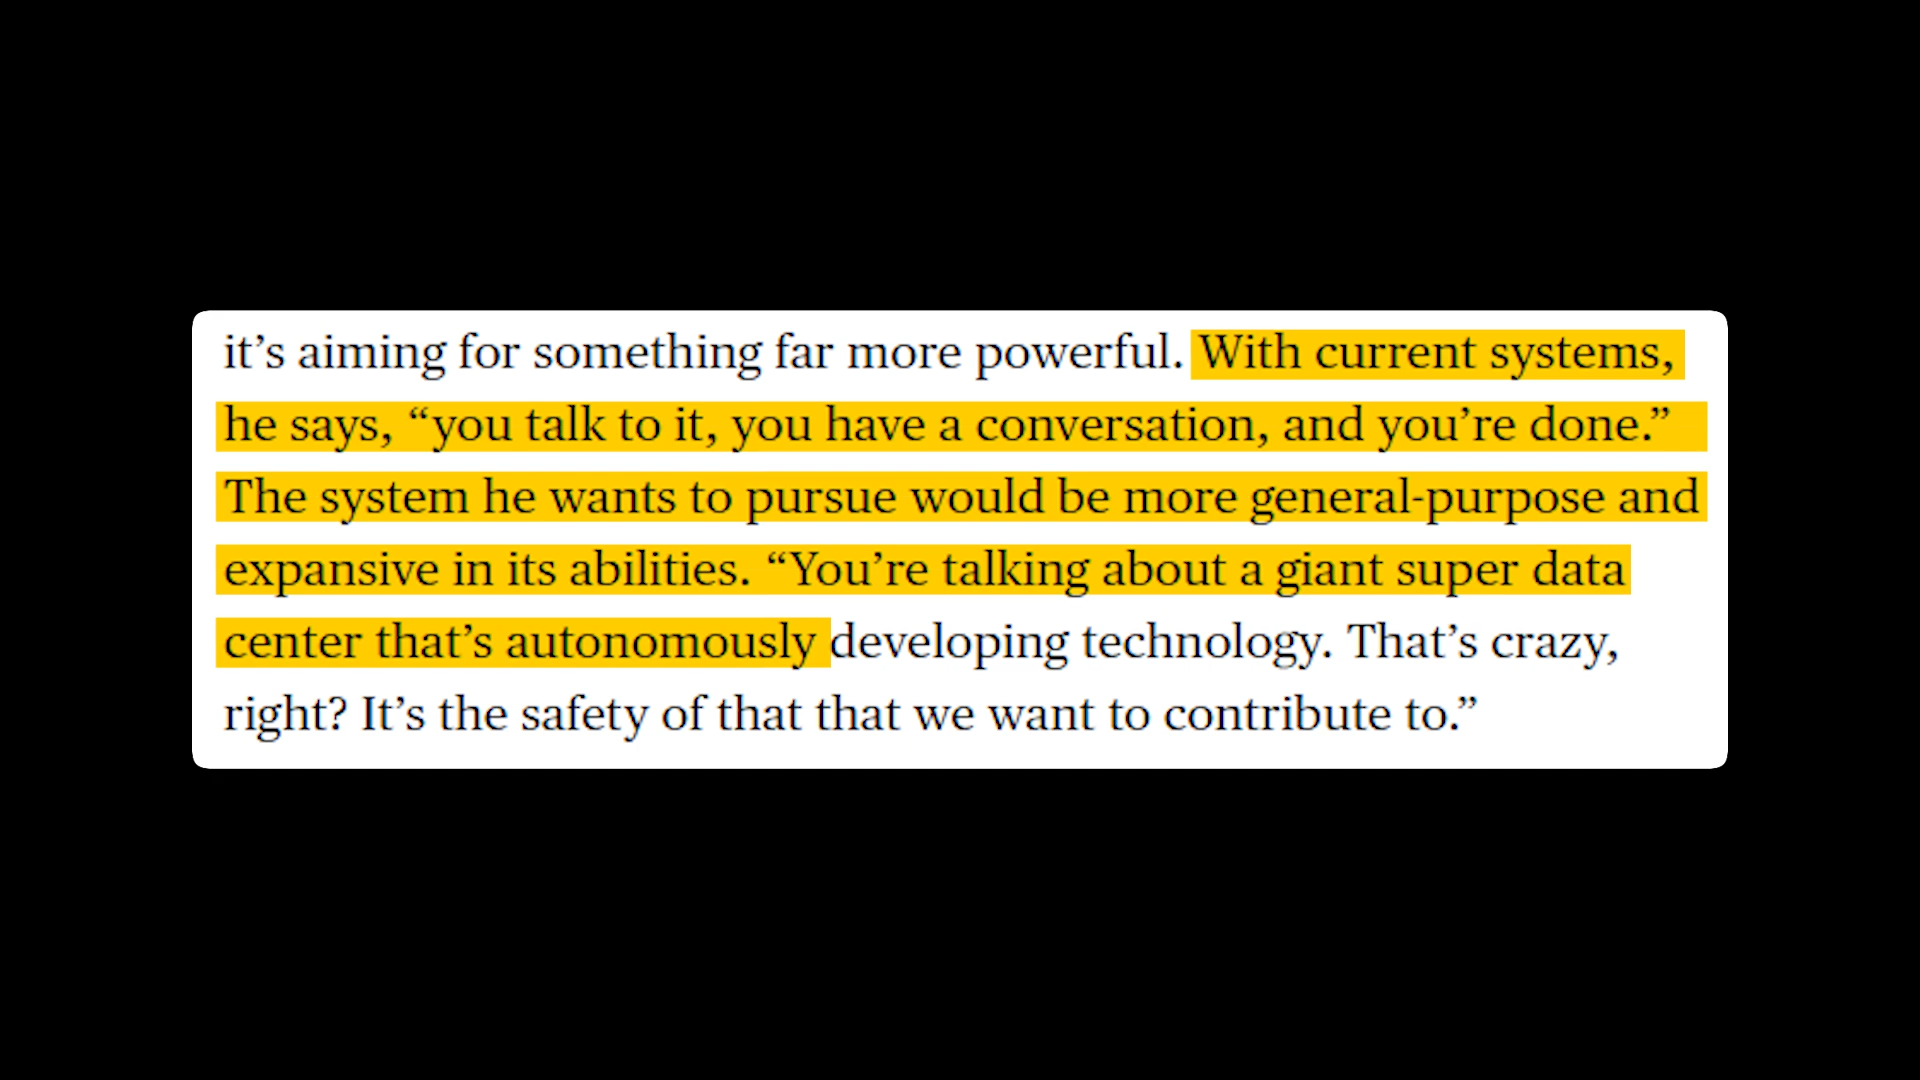 it’s aiming for something far more powerful. With current systems,
he says, “you talk to it, you have a conversation, and you’re done.”
The system he wants to pursue would be more general-purpose and
expansive in its abilities. “You’re talking about a giant super data
center that’s autonomously developing technology. That’s crazy,
right? It’s the safety of that that we want to contribute to.”